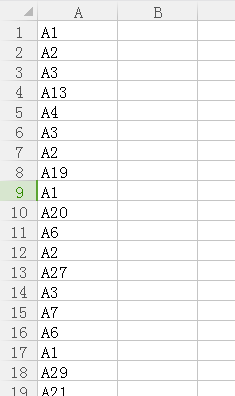 A B
1 A1
2 A2
3 A3
4 A13
5 A4
6 A3
7 A2
8 A19
9 A1
10 A20
11 A6
12 A2
13 A27
14 A3
15 A7
16 A6
17 A1
18 A29
19 A21